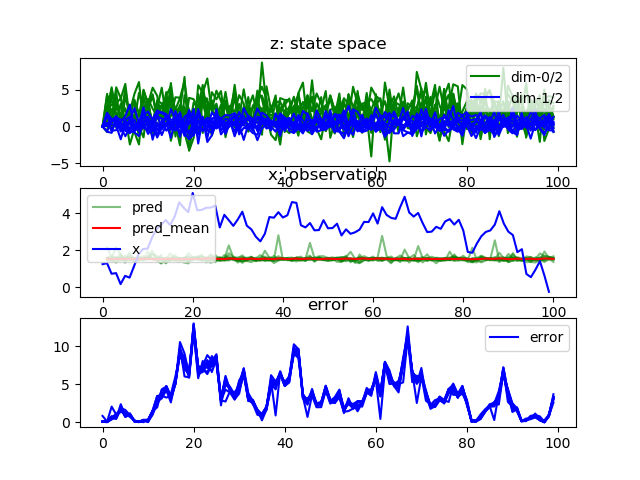 z: state space
5
0
−5
dim-0/2
dim-1/2
0 20 40 60 80 100
x: observation
4
2
0
pred
pred_mean
x
0 20 40 60 80 100
error
10
5
0
error
0 20 40 60 80 100